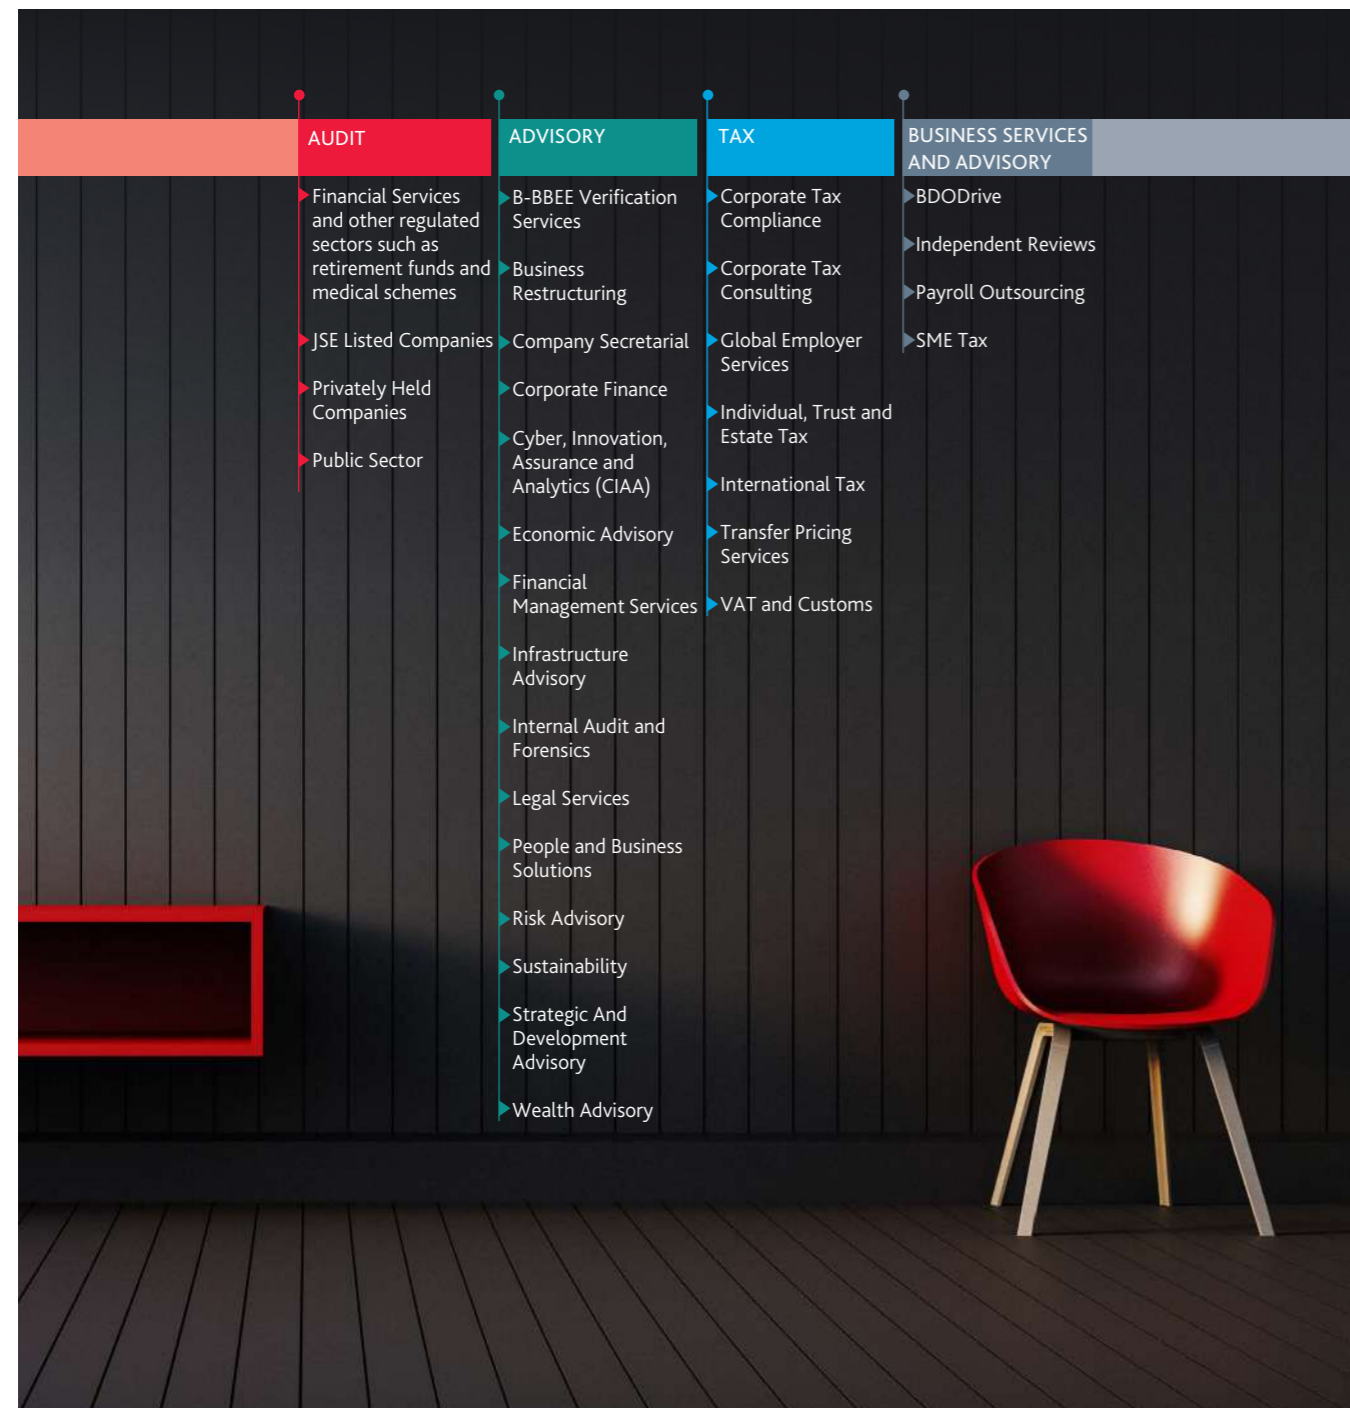 AUDIT
Financial Services
and other regulated
sectors such as
retirement funds and
medical schemes
JSE Listed Companies
Privately Held
Companies
Public Sector
ADVISORY
B-BBEE Verification
Services
Business
Restructuring
Company Secretarial
Corporate Finance
Cyber, Innovation,
Assurance and
Analytics (CIAA)
Economic Advisory
Financial
Management Services
Infrastructure
Advisory
Internal Audit and
Forensics
Legal Services
People and Business
Solutions
Risk Advisory
Sustainability
Strategic And
Development
Advisory
Wealth Advisory
TAX
Corporate Tax
Compliance
Corporate Tax
Consulting
Global Employer
Services
Individual, Trust and
Estate Tax
International Tax
Transfer Pricing
Services
VAT and Customs
BUSINESS SERVICES
AND ADVISORY
BDODrive
Independent Reviews
Payroll Outsourcing
SME Tax